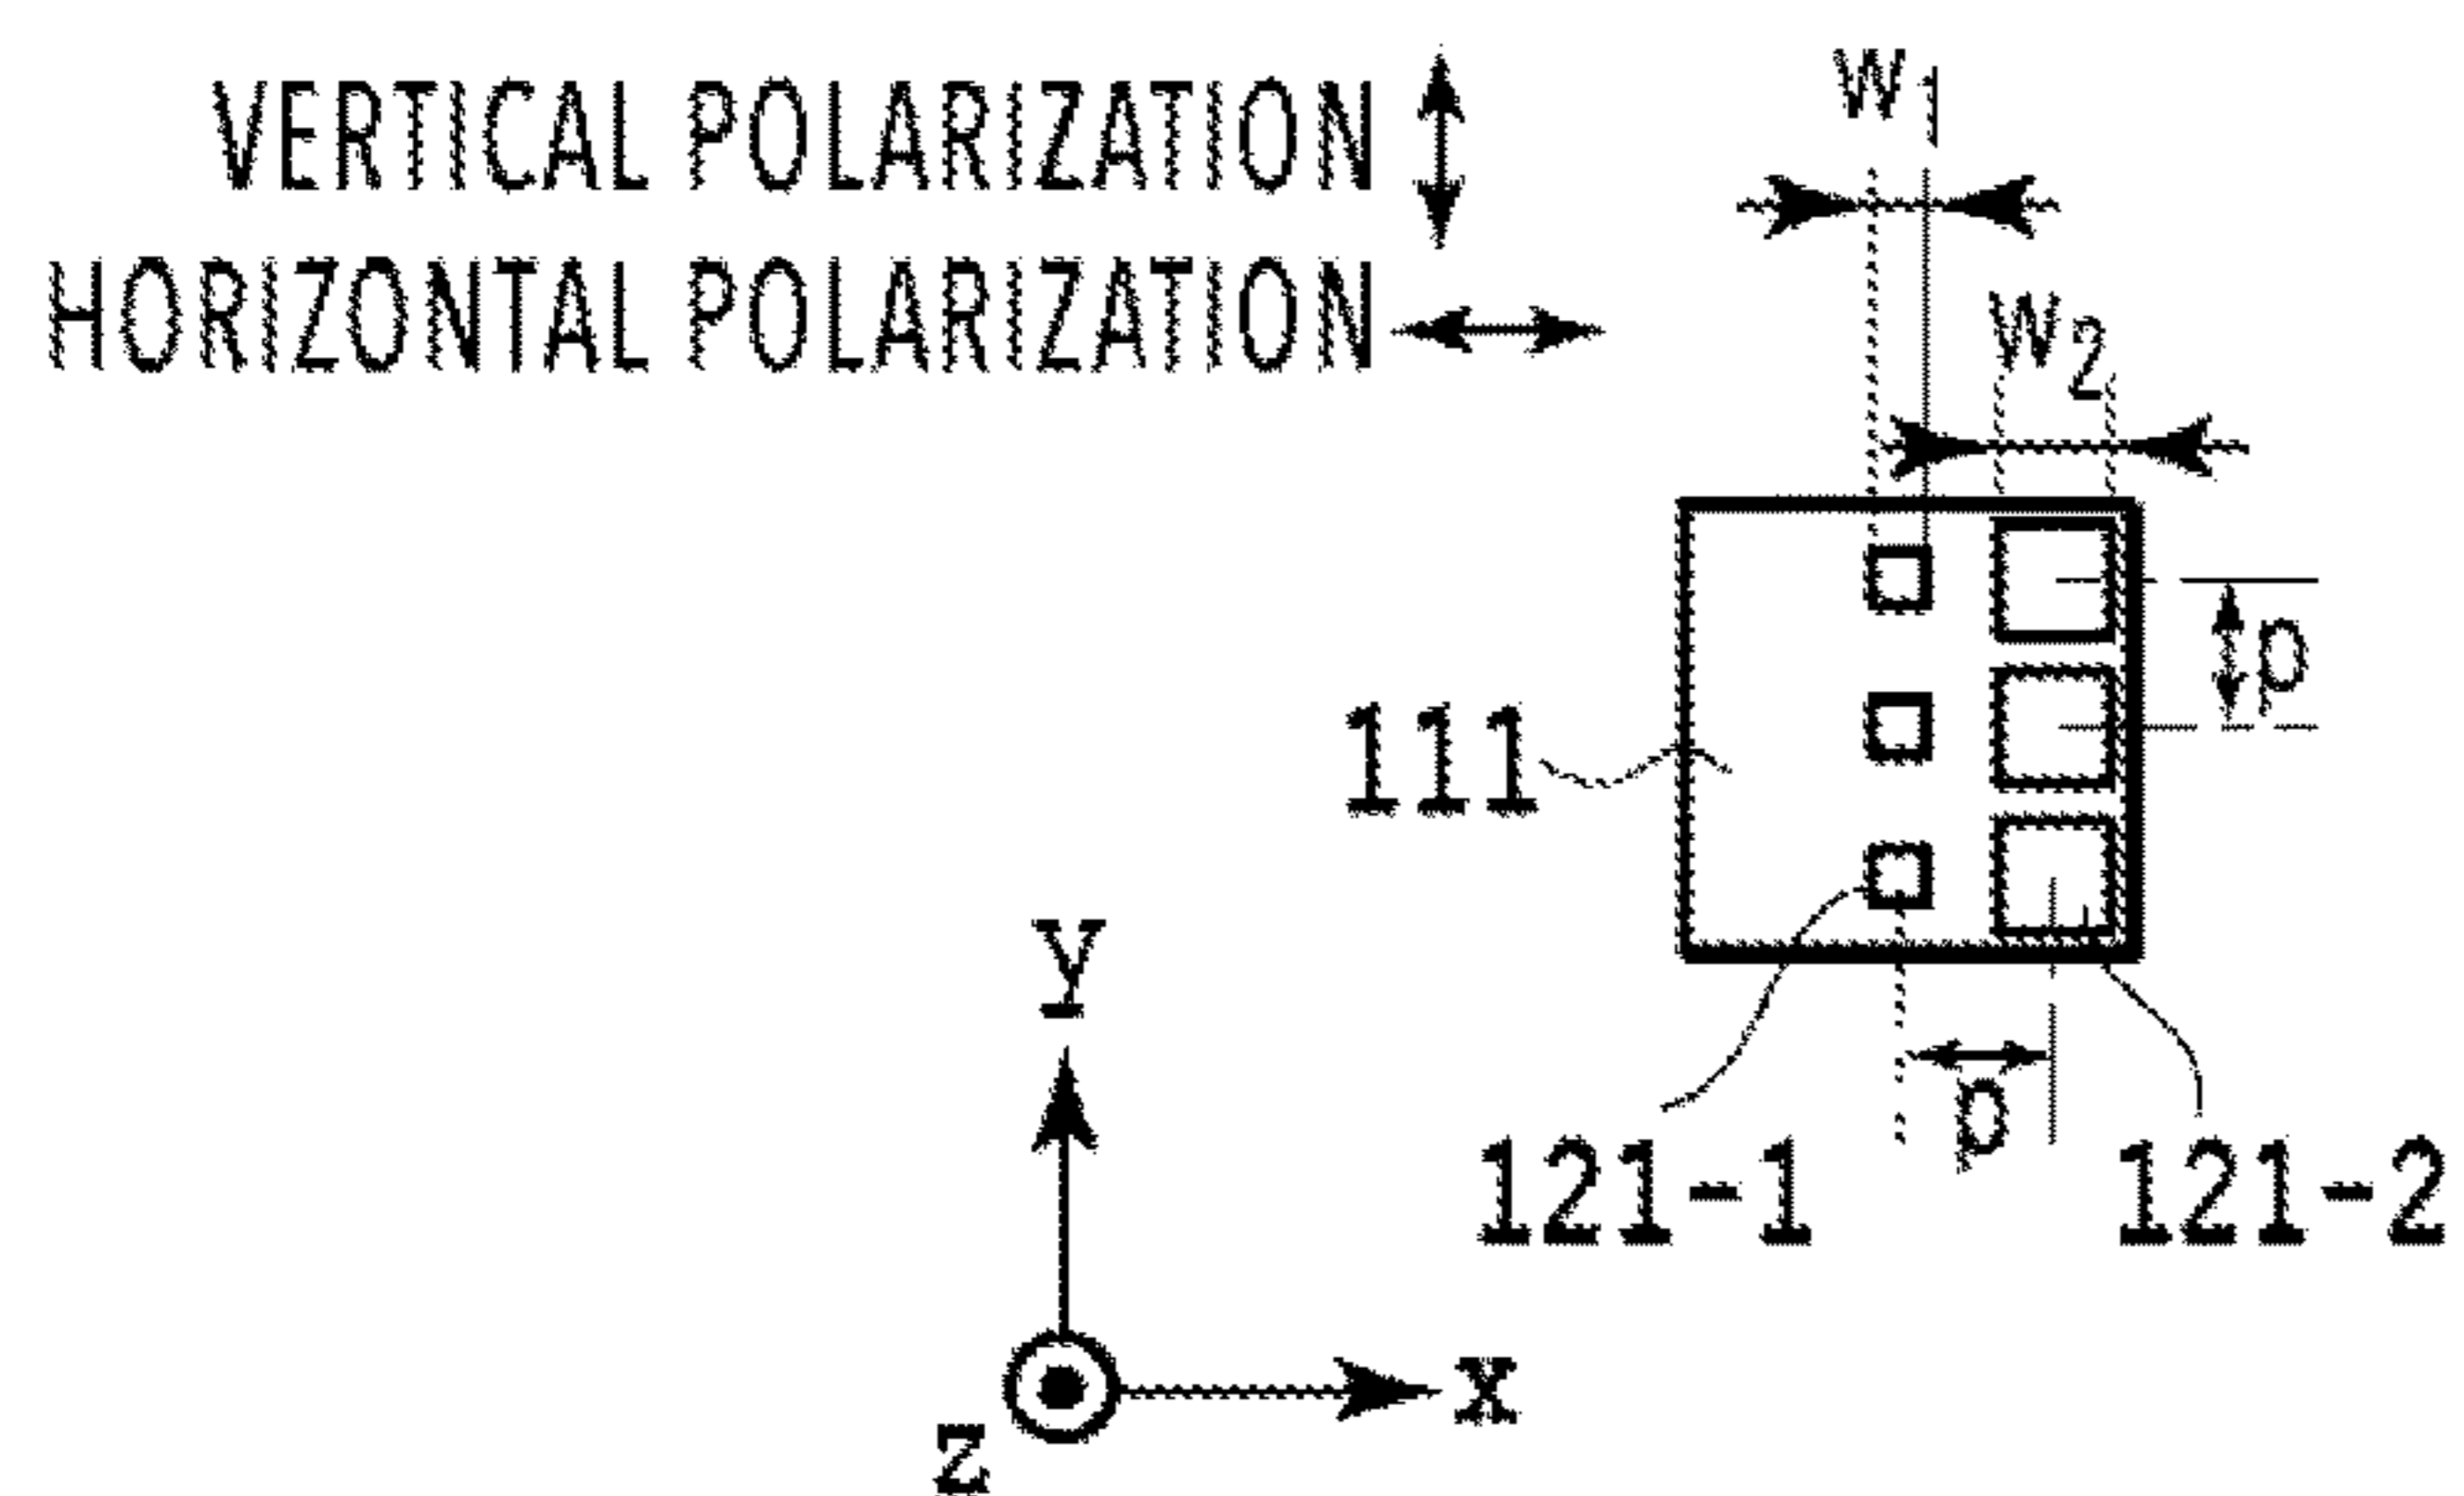 VERTICAL POLARIZATION
HORIZONTAL POLARIZATION
W1
W2
p
111
y
p
121-1
121-2
x
z